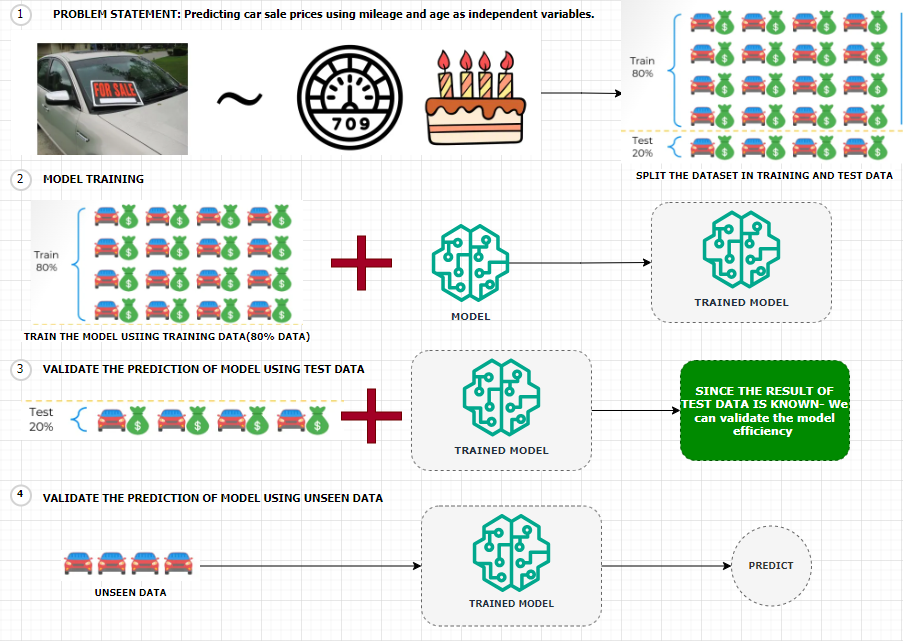 1
PROBLEM STATEMENT: Predicting car sale prices using mileage and age as independent variables.
FOR SALE
709
Train
80%
Test
20%
SPLIT THE DATASET IN TRAINING AND TEST DATA
2
MODEL TRAINING
Train
80%
MODEL
TRAINED MODEL
TRAIN THE MODEL USIING TRAINING DATA(80% DATA)
3
VALIDATE THE PREDICTION OF MODEL USING TEST DATA
Test
20%
TRAINED MODEL
SINCE THE RESULT OF
TEST DATA IS KNOWN- We
can validate the model
efficiency
4
VALIDATE THE PREDICTION OF MODEL USING UNSEEN DATA
UNSEEN DATA
TRAINED MODEL
PREDICT